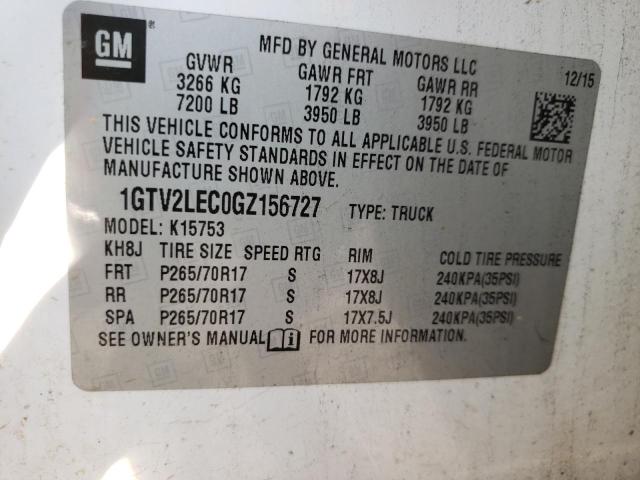 GM
MFD BY GENERAL MOTORS LLC
12/15
GVWR GAWR FRT GAWR RR
3266 KG 1792 KG 1792 KG
7200 LB 3950 LB 3950 LB
THIS VEHICLE CONFORMS TO ALL APPLICABLE U.S. FEDERAL MOTOR
VEHICLE SAFETY STANDARDS IN EFFECT ON THE DATE OF
MANUFACTURE SHOWN ABOVE.
1GTV2LEC0GZ156727 TYPE: TRUCK
MODEL: K15753
KH8J TIRE SIZE SPEED RTG RIM COLD TIRE PRESSURE
FRT P265/70R17 S 17X8J 240KPA(35PSI)
RR P265/70R17 S 17X8J 240KPA(35PSI)
SPA P265/70R17 S 17X7.5J 240KPA(35PSI)
SEE OWNER'S MANUAL FOR MORE INFORMATION.